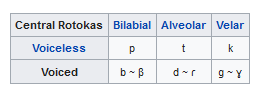 Central Rotokas Bilabial Alveolar Velar
Voiceless p t k
Voiced b ~ β d ~ ɾ g ~ ɣ